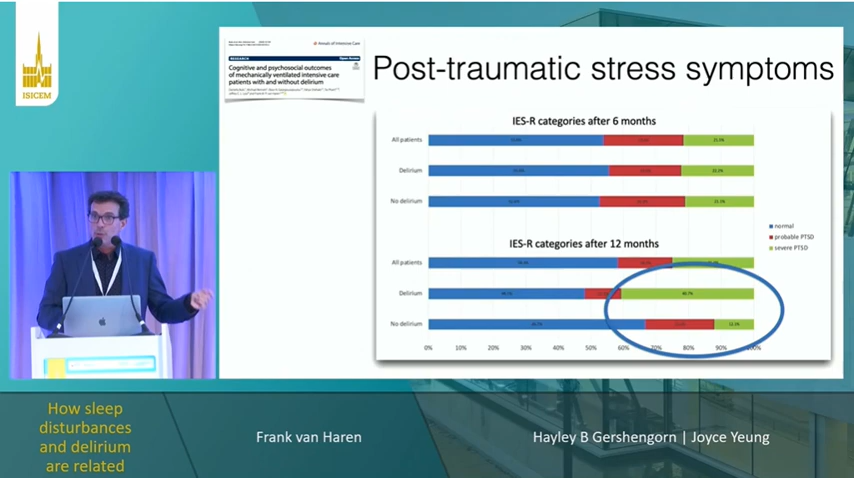 ISICEM
RESEARCH
Open Access
Annals of Intensive Care
Cognitive and psychosocial outcomes
of mechanically ventilated intensive care
patients with and without delirium
Post-traumatic stress symptoms
IES-R categories after 6 months
All patients
Delirium
No delirium
IES-R categories after 12 months
All patients
Delirium
No delirium
0% 10% 20% 30% 40% 50% 60% 70% 80% 90% 100%
normal
probable PTSD
severe PTSD
How sleep
disturbances
and delirium
are related
Frank van Haren
Hayley B Gershengorn | Joyce Yeung